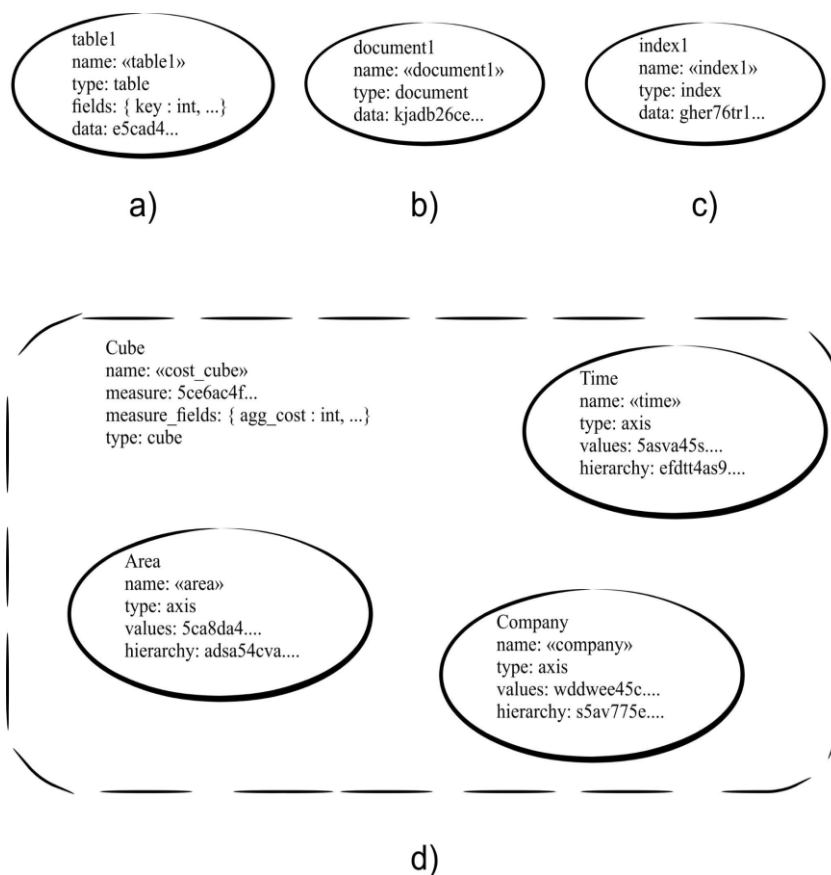 table1
name: «table1»
type: table
fields: { key : int, ...}
data: e5cad4...
document1
name: «document1»
type: document
data: kjadb26ce...
index1
name: «index1»
type: index
data: gher76tr1...
a)
b)
c)
Cube
name: «cost_cube»
measure: 5ce6ac4f...
measure_fields: { agg_cost : int, ...}
type: cube
Time
name: «time»
type: axis
values: 5asva45s....
hierarchy: efdtt4as9....
Area
name: «area»
type: axis
values: 5ca8da4....
hierarchy: adsa54cva....
Company
name: «company»
type: axis
values: wddwee45c....
hierarchy: s5av775e....
d)